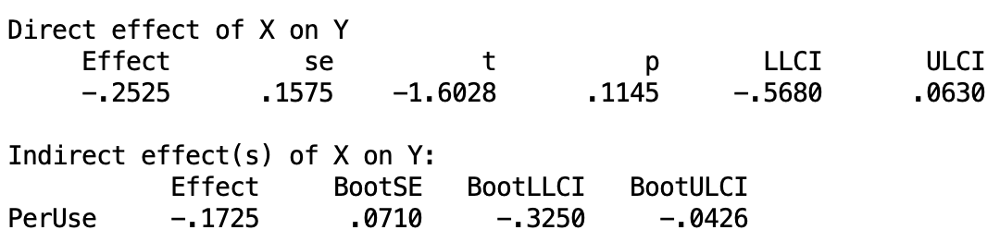 Direct effect of X on Y
Effect se t p LLCI ULCI
-.2525 .1575 -1.6028 .1145 -.5680 .0630
Indirect effect(s) of X on Y:
Effect BootSE BootLLCI BootULCI
PerUse -.1725 .0710 -.3250 -.0426